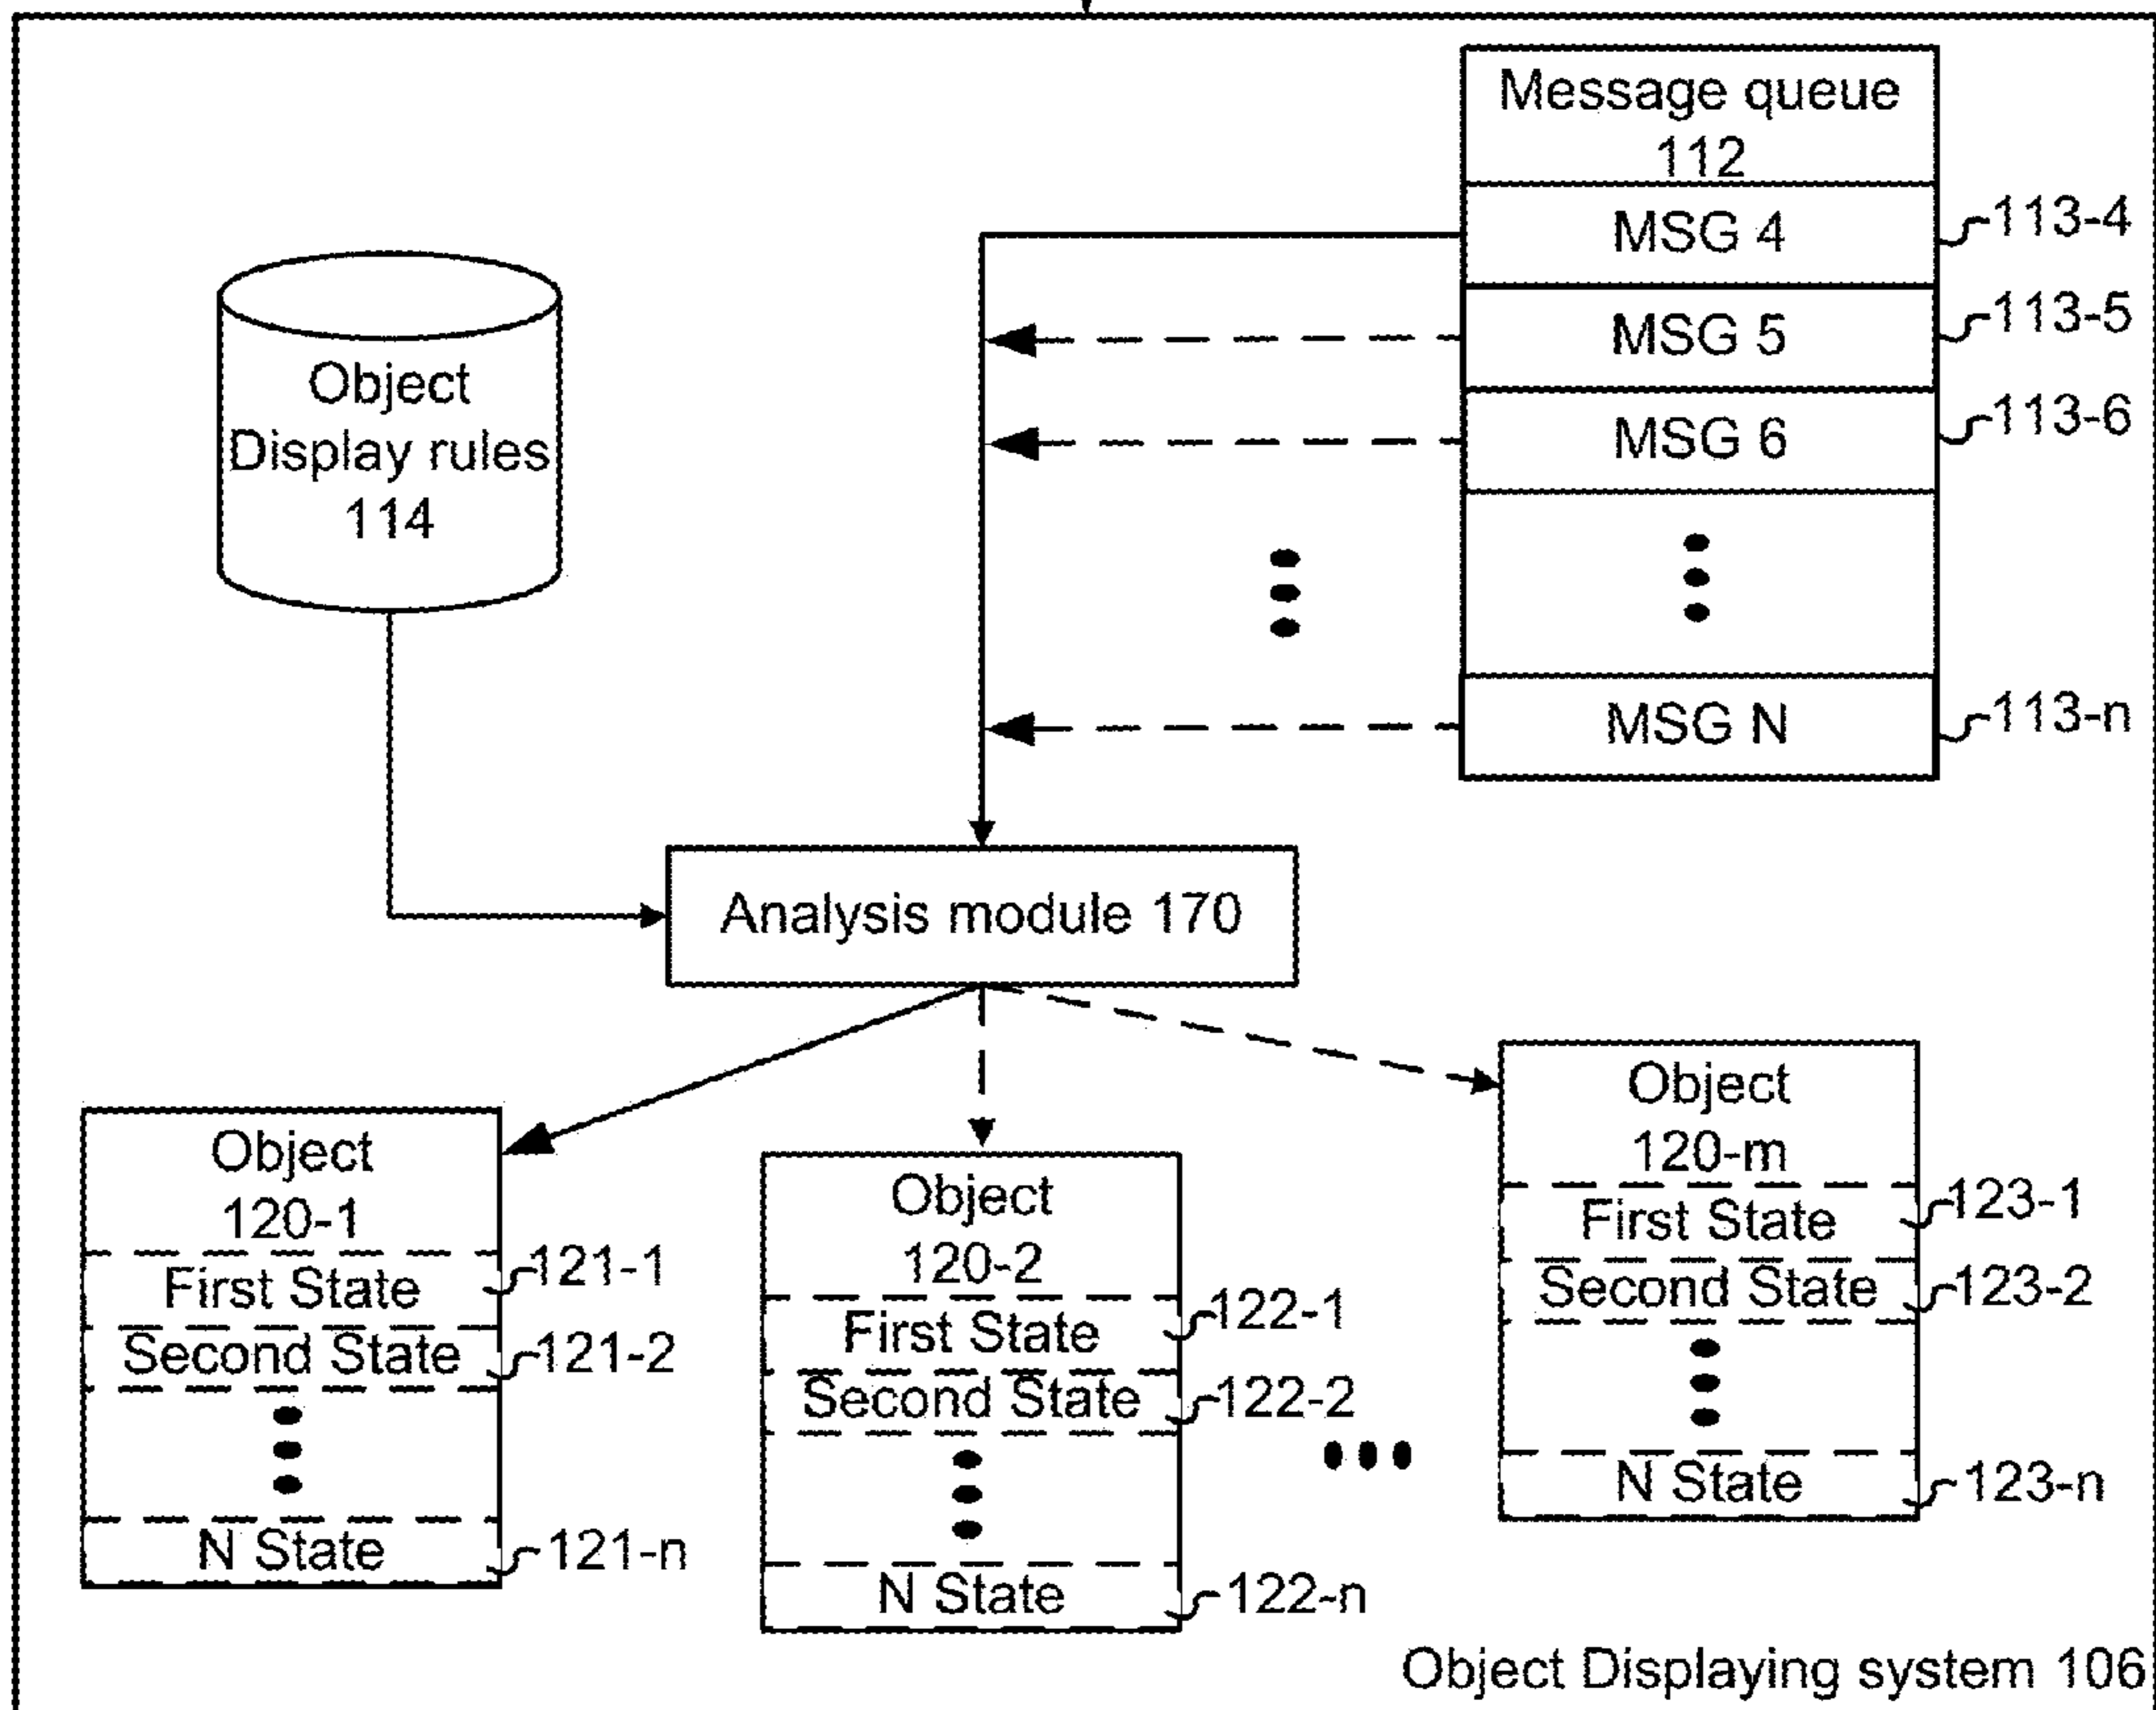 Message queue
112
MSG 4
113-4
MSG 5
113-5
MSG 6
113-6
MSG N
113-n
Object
Display rules
114
Analysis module 170
Object
120-1
First State
121-1
Second State
121-2
N State
121-n
Object
120-2
First State
122-1
Second State
122-2
N State
122-n
Object
120-m
First State
123-1
Second State
123-2
N State
123-n
Object Displaying system 106